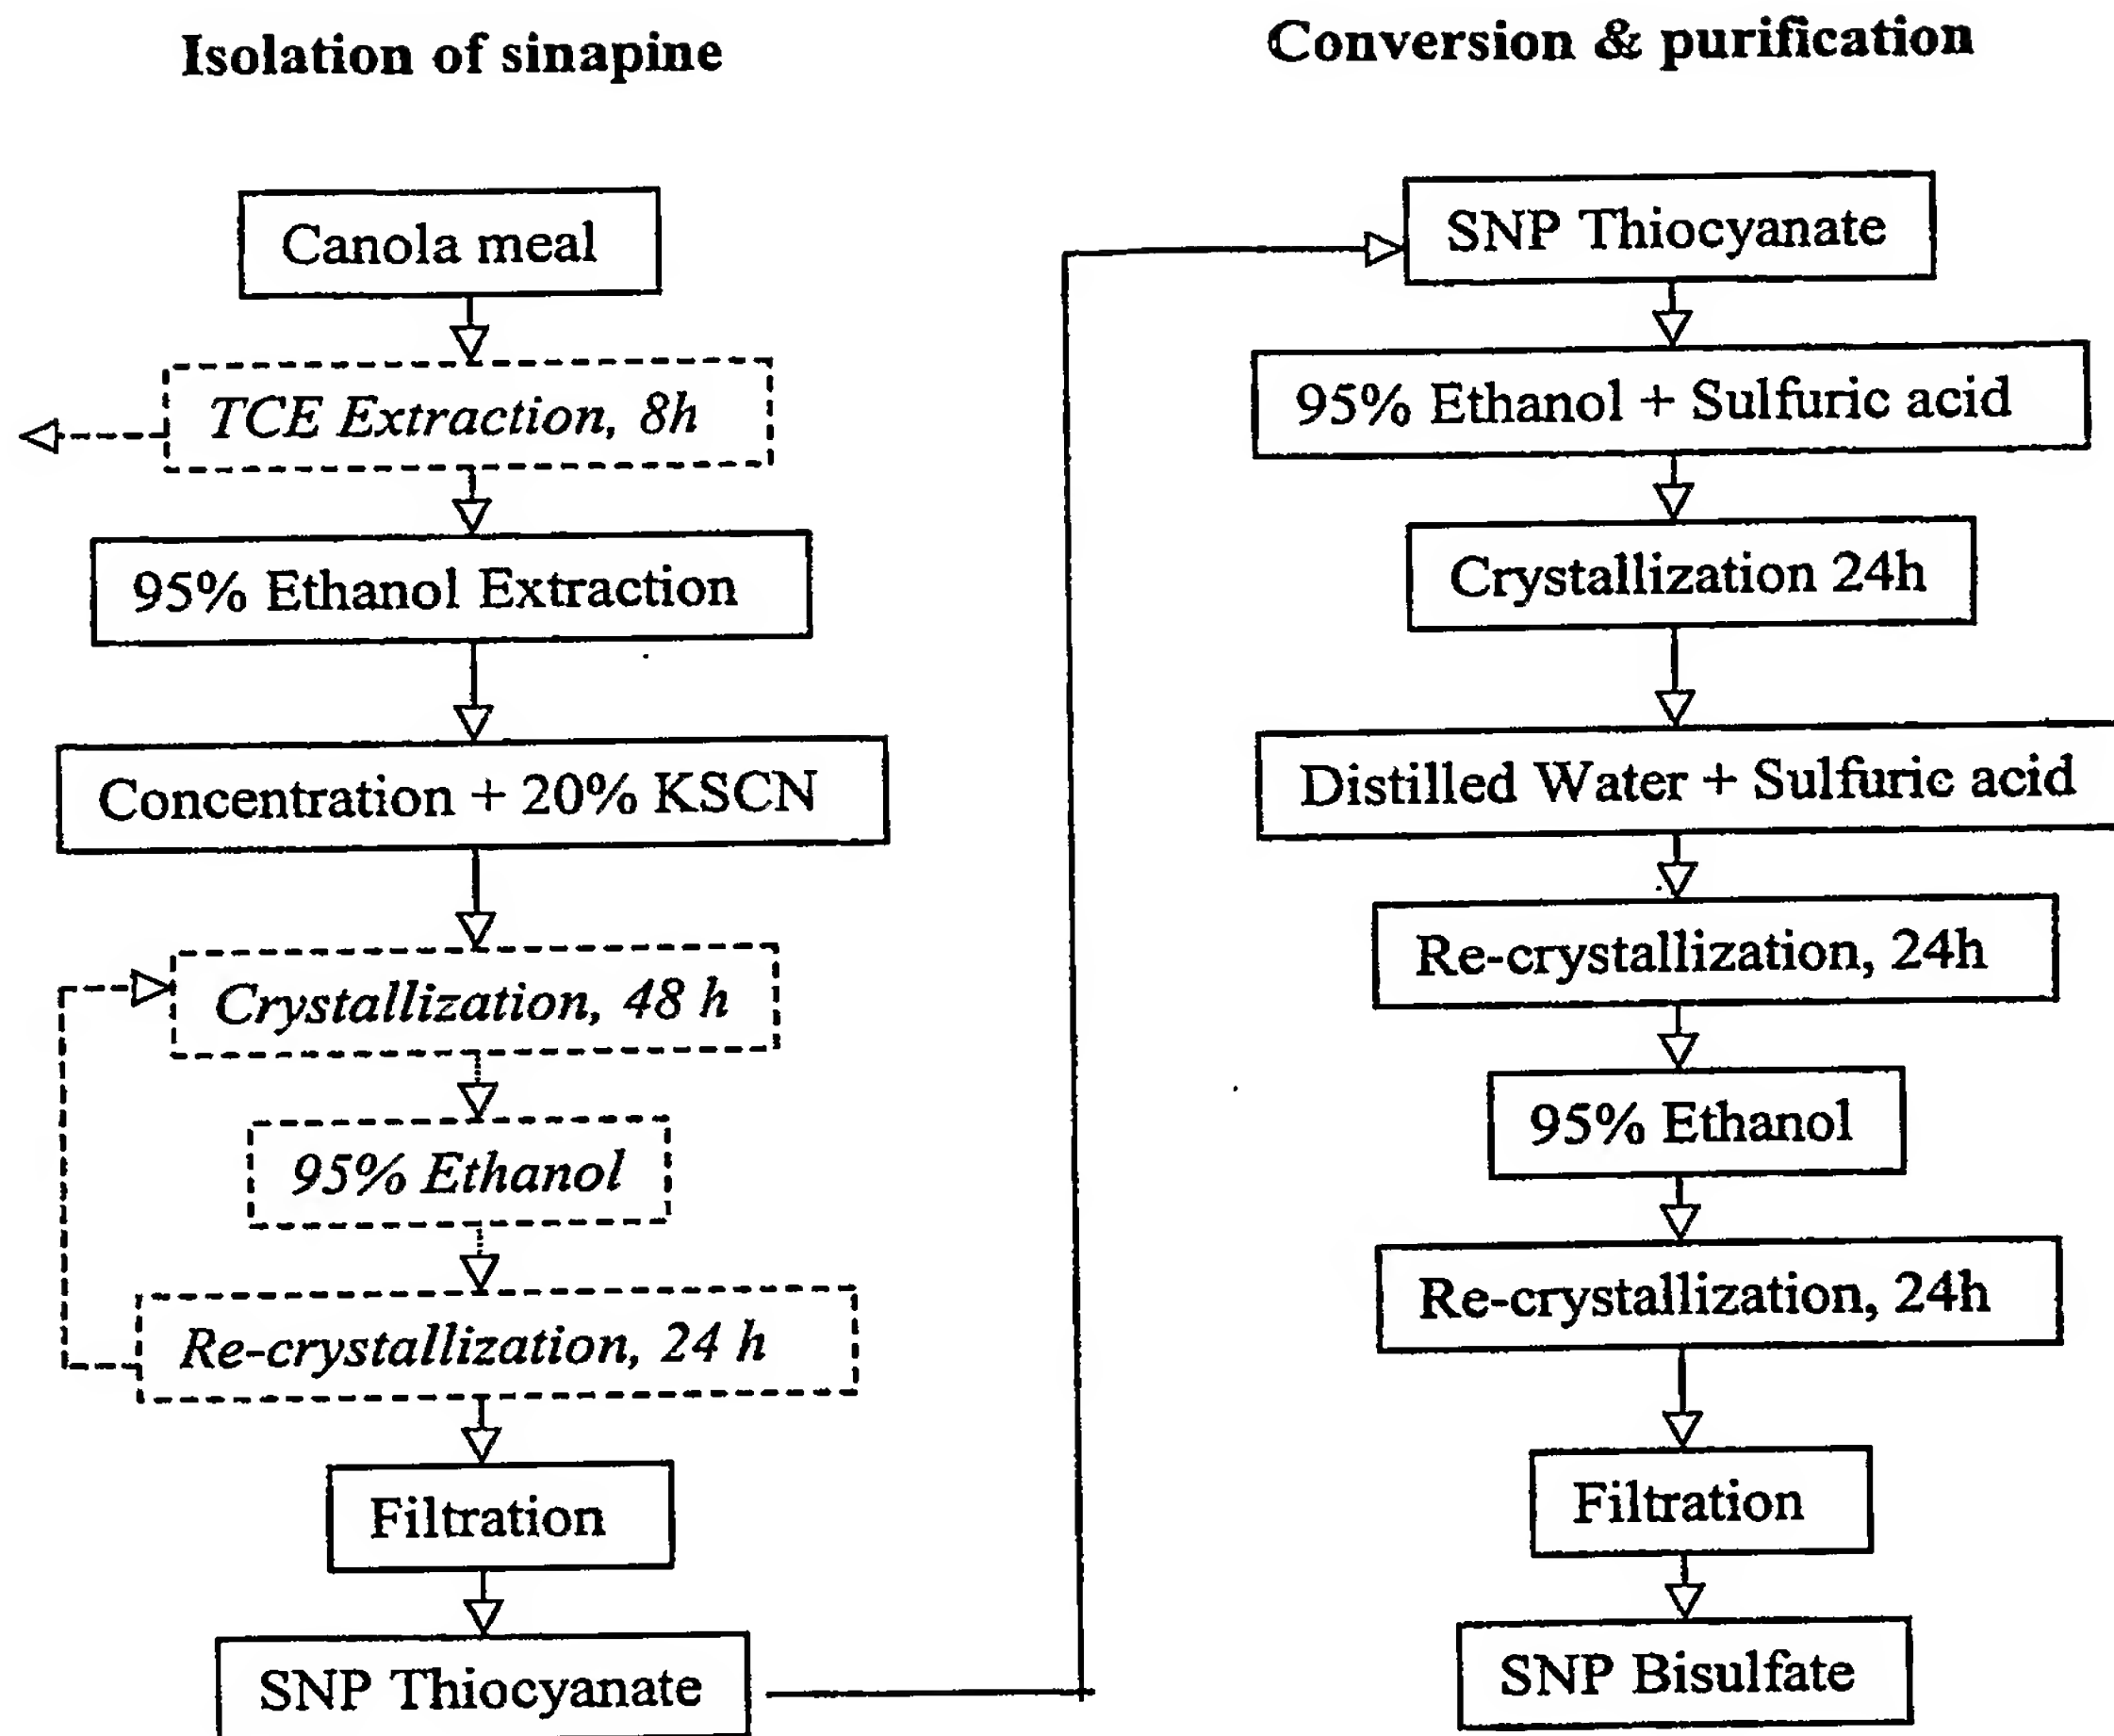 Isolation of sinapine
Canola meal
TCE Extraction, 8h
95% Ethanol Extraction
Concentration + 20% KSCN
Crystallization, 48 h
95% Ethanol
Re-crystallization, 24 h
Filtration
SNP Thiocyanate
Conversion & purification
SNP Thiocyanate
95% Ethanol + Sulfuric acid
Crystallization 24h
Distilled Water + Sulfuric acid
Re-crystallization, 24h
95% Ethanol
Re-crystallization, 24h
Filtration
SNP Bisulfate